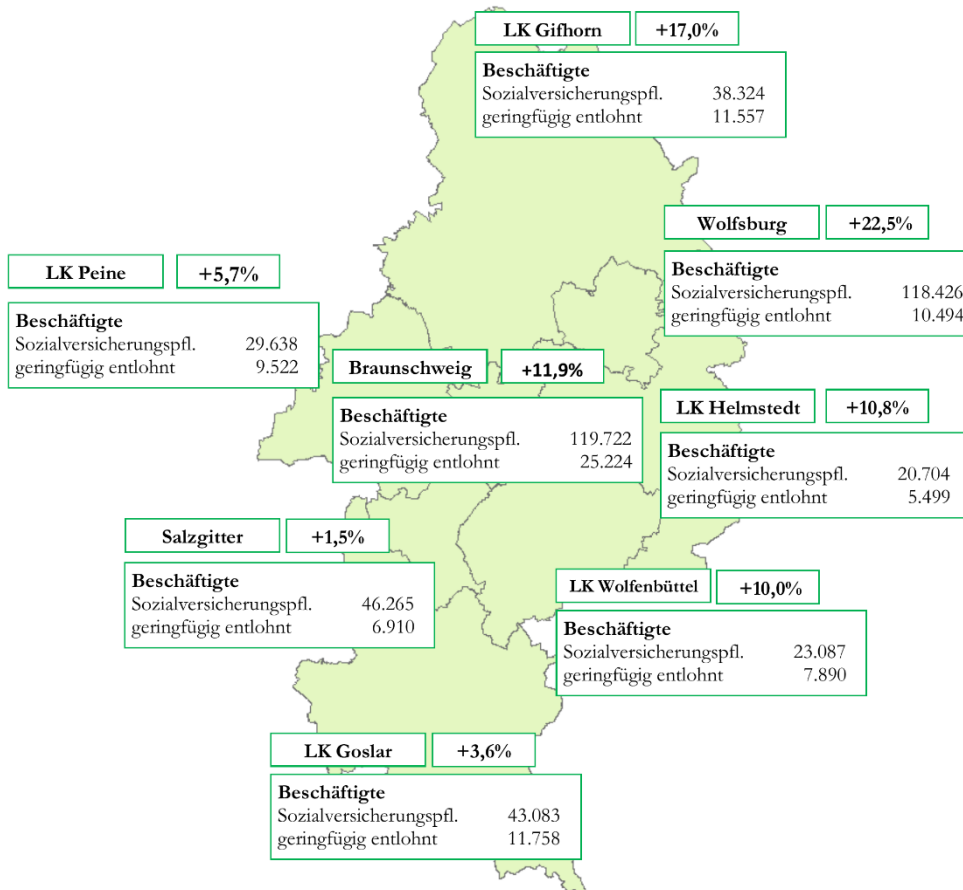 LK Gifhorn +17,0%
Beschäftigte
Sozialversicherungspfl. 38.324
geringfügig entlohnt 11.557
Wolfsburg +22,5%
Beschäftigte
Sozialversicherungspfl. 118.426
geringfügig entlohnt 10.494
LK Peine +5,7%
Beschäftigte
Sozialversicherungspfl. 29.638
geringfügig entlohnt 9.522
Braunschweig +11,9%
Beschäftigte
Sozialversicherungspfl. 119.722
geringfügig entlohnt 25.224
LK Helmstedt +10,8%
Beschäftigte
Sozialversicherungspfl. 20.704
geringfügig entlohnt 5.499
Salzgitter +1,5%
Beschäftigte
Sozialversicherungspfl. 46.265
geringfügig entlohnt 6.910
LK Wolfenbüttel +10,0%
Beschäftigte
Sozialversicherungspfl. 23.087
geringfügig entlohnt 7.890
LK Goslar +3,6%
Beschäftigte
Sozialversicherungspfl. 43.083
geringfügig entlohnt 11.758